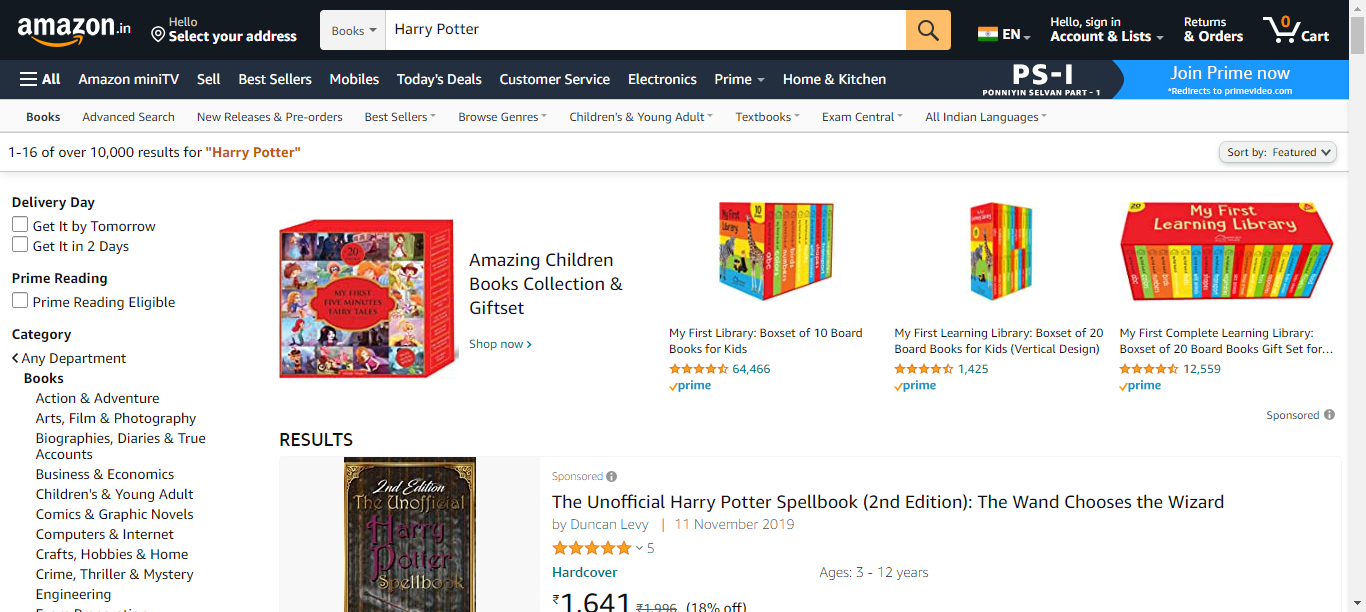 amazon.in
Hello
Select your address
Books
Harry Potter
EN
Hello, sign in
Account & Lists
Returns
& Orders
0
Cart
All
Amazon miniTV
Sell
Best Sellers
Mobiles
Today's Deals
Customer Service
Electronics
Prime
Home & Kitchen
PS-I
PONNIYIN SELVAN PART - 1
Join Prime now
*Redirects to primevideo.com
Books
Advanced Search
New Releases & Pre-orders
Best Sellers
Browse Genres
Children's & Young Adult
Textbooks
Exam Central
All Indian Languages
1-16 of over 10,000 results for "Harry Potter"
Sort by: Featured
Delivery Day
Get It by Tomorrow
Get It in 2 Days
Prime Reading
Prime Reading Eligible
Category
Any Department
Books
Action & Adventure
Arts, Film & Photography
Biographies, Diaries & True
Accounts
Business & Economics
Children's & Young Adult
Comics & Graphic Novels
Computers & Internet
Crafts, Hobbies & Home
Crime, Thriller & Mystery
Engineering
20
MY FIRST
FIVE MINUTES
FAIRY TALES
Amazing Children
Books Collection &
Giftset
Shop now
My First
Library
10
My First Library: Boxset of 10 Board
Books for Kids
64,466
prime
My First Learning Library: Boxset of 20
Board Books for Kids (Vertical Design)
1,425
prime
20
My First
Learning Library
My First Complete Learning Library:
Boxset of 20 Board Books Gift Set for...
12,559
prime
Sponsored
RESULTS
2nd Edition
The Unofficial
Harry
Potter
Spellbook
Sponsored
The Unofficial Harry Potter Spellbook (2nd Edition): The Wand Chooses the Wizard
by Duncan Levy | 11 November 2019
5
Hardcover
Ages: 3 - 12 years
₹1,641 ₹1,996 (18% off)